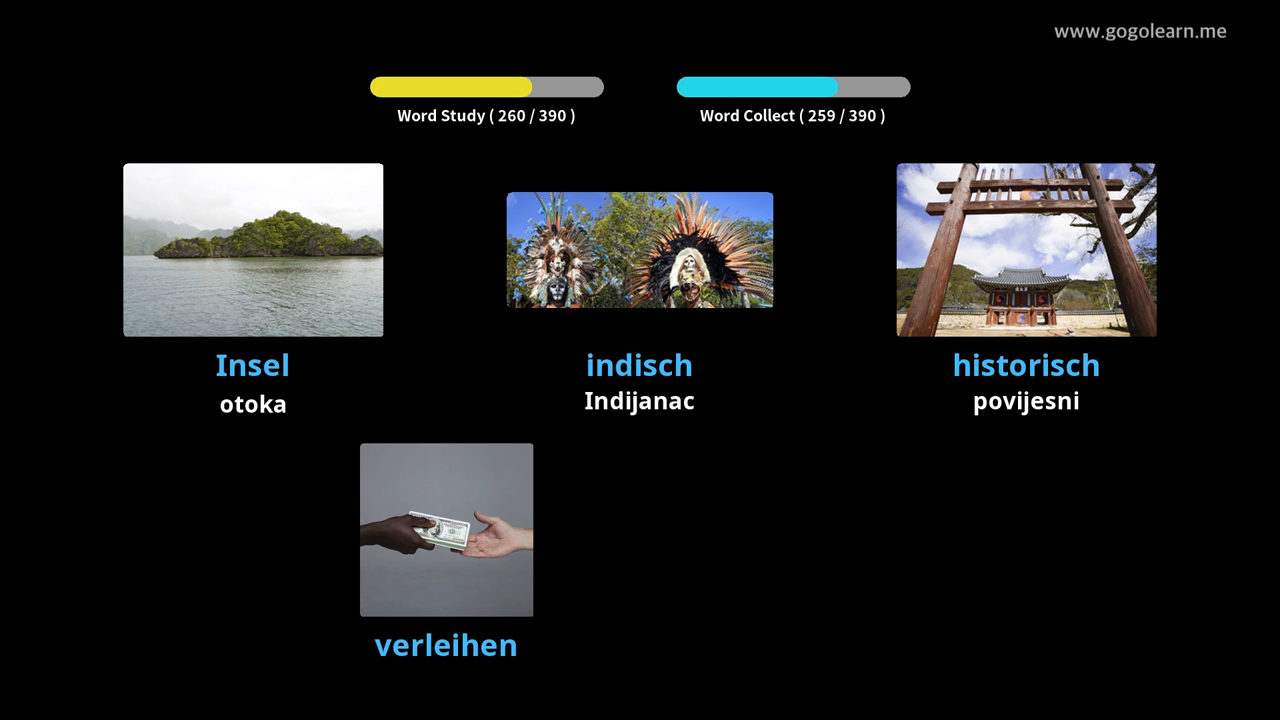 www.gogolearn.me
Word Study ( 260 / 390 )
Word Collect ( 259 / 390 )
Insel
indisch
historisch
otoka
Indijanac
povijesni
verleihen